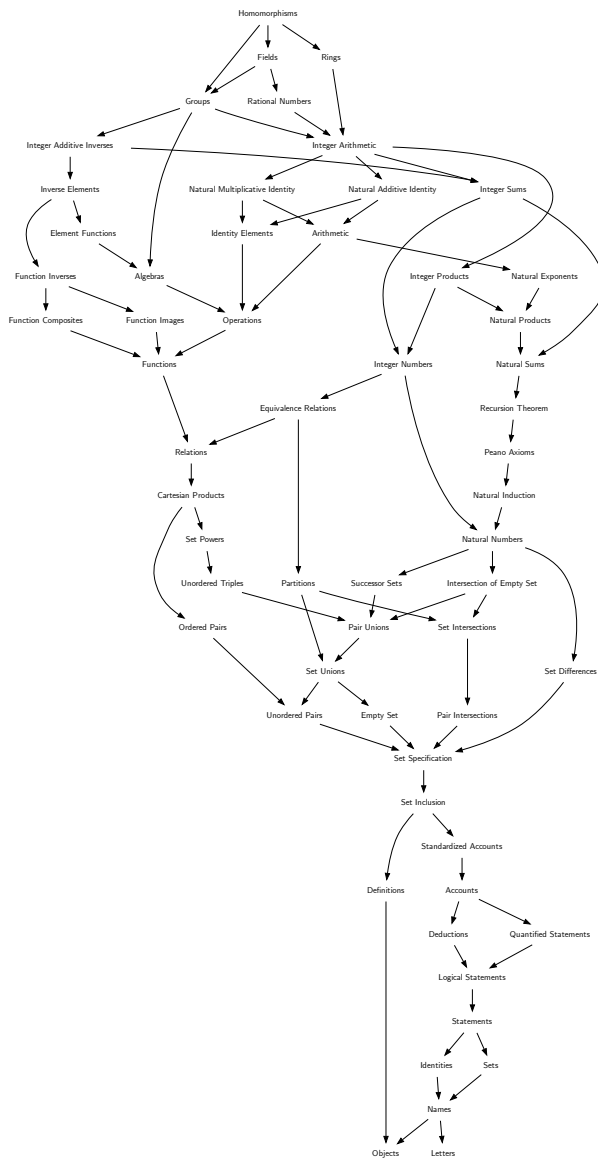 Homomorphisms
Fields
Rings
Groups
Rational Numbers
Integer Additive Inverses
Integer Arithmetic
Inverse Elements
Natural Multiplicative Identity
Natural Additive Identity
Integer Sums
Element Functions
Identity Elements
Arithmetic
Function Inverses
Algebras
Integer Products
Natural Exponents
Function Composites
Function Images
Operations
Natural Products
Functions
Integer Numbers
Natural Sums
Equivalence Relations
Recursion Theorem
Relations
Peano Axioms
Cartesian Products
Natural Induction
Set Powers
Natural Numbers
Unordered Triples
Partitions
Successor Sets
Intersection of Empty Set
Ordered Pairs
Pair Unions
Set Intersections
Set Unions
Set Differences
Unordered Pairs
Empty Set
Pair Intersections
Set Specification
Set Inclusion
Standardized Accounts
Definitions
Accounts
Deductions
Quantified Statements
Logical Statements
Statements
Identities
Sets
Names
Objects
Letters